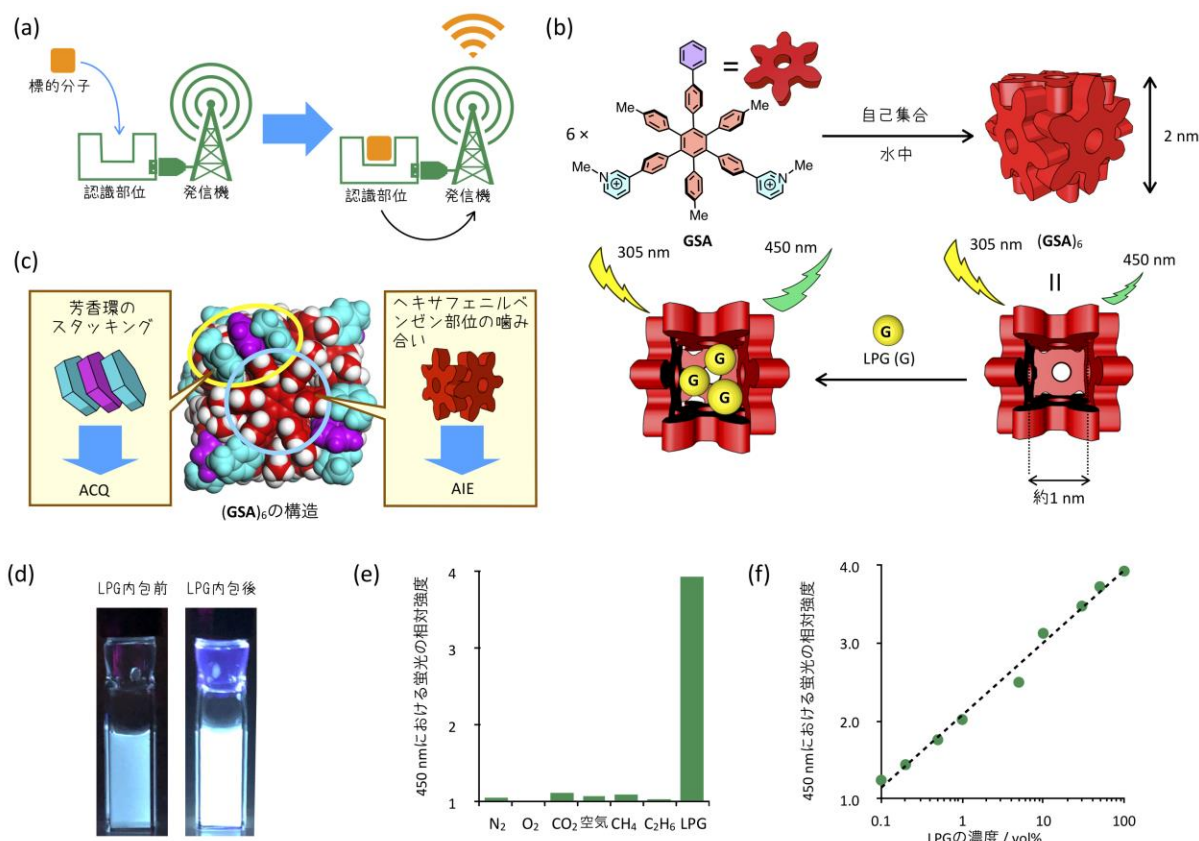 (a)
標的分子
認識部位
発信機
認識部位
発信機
(b)
6 ×
Me
Me
N
Me
N
Me
Me
GSA
=
自己集合
水中
2 nm
(GSA)₆
305 nm
450 nm
G
G
G
G
LPG (G)
305 nm
450 nm
約1 nm
(c)
芳香環の
スタッキング
ACQ
(GSA)₆の構造
ヘキサフェニルベ
ンゼン部位の噛み
合い
AIE
(d)
LPG内包前
LPG内包後
(e)
450 nmにおける蛍光の相対強度
4
3
2
1
N₂ O₂ CO₂ 空気 CH₄ C₂H₆ LPG
(f)
450 nmにおける蛍光の相対強度
4.0
3.0
2.0
1.0
0.1 1 10 100
LPGの濃度 / vol%